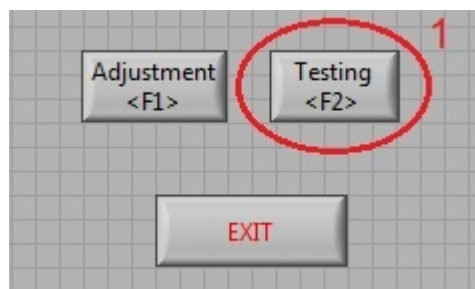 1
Adjustment
<F1>
Testing
<F2>
EXIT